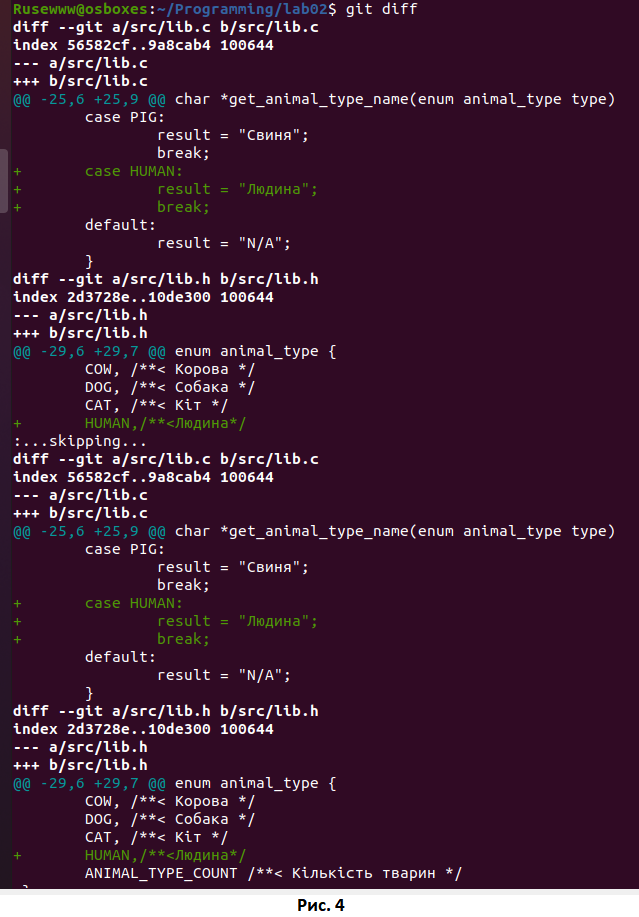 Rusewww@osboxes:~/Programming/lab02$ git diff
diff --git a/src/lib.c b/src/lib.c
index 56582cf..9a8cab4 100644
--- a/src/lib.c
+++ b/src/lib.c
@@ -25,6 +25,9 @@ char *get_animal_type_name(enum animal_type type)
        case PIG:
                result = "Свиня";
                break;
+       case HUMAN:
+               result = "Людина";
+               break;
        default:
                result = "N/A";
        }
diff --git a/src/lib.h b/src/lib.h
index 2d3728e..10de300 100644
--- a/src/lib.h
+++ b/src/lib.h
@@ -29,6 +29,7 @@ enum animal_type {
        COW, /**< Корова */
        DOG, /**< Собака */
        CAT, /**< Кіт */
+       HUMAN,/**<Людина*/
:...skipping...
diff --git a/src/lib.c b/src/lib.c
index 56582cf..9a8cab4 100644
--- a/src/lib.c
+++ b/src/lib.c
@@ -25,6 +25,9 @@ char *get_animal_type_name(enum animal_type type)
        case PIG:
                result = "Свиня";
                break;
+       case HUMAN:
+               result = "Людина";
+               break;
        default:
                result = "N/A";
        }
diff --git a/src/lib.h b/src/lib.h
index 2d3728e..10de300 100644
--- a/src/lib.h
+++ b/src/lib.h
@@ -29,6 +29,7 @@ enum animal_type {
        COW, /**< Корова */
        DOG, /**< Собака */
        CAT, /**< Кіт */
+       HUMAN,/**<Людина*/
        ANIMAL_TYPE_COUNT /**< Кількість тварин */
Рис. 4